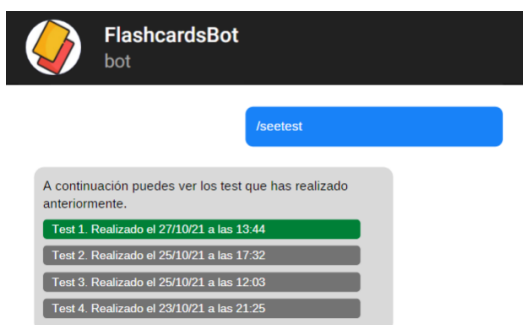 FlashcardsBot
bot
/seetest
A continuación puedes ver los test que has realizado
anteriormente.
Test 1. Realizado el 27/10/21 a las 13:44
Test 2. Realizado el 25/10/21 a las 17:32
Test 3. Realizado el 25/10/21 a las 12:03
Test 4. Realizado el 23/10/21 a las 21:25